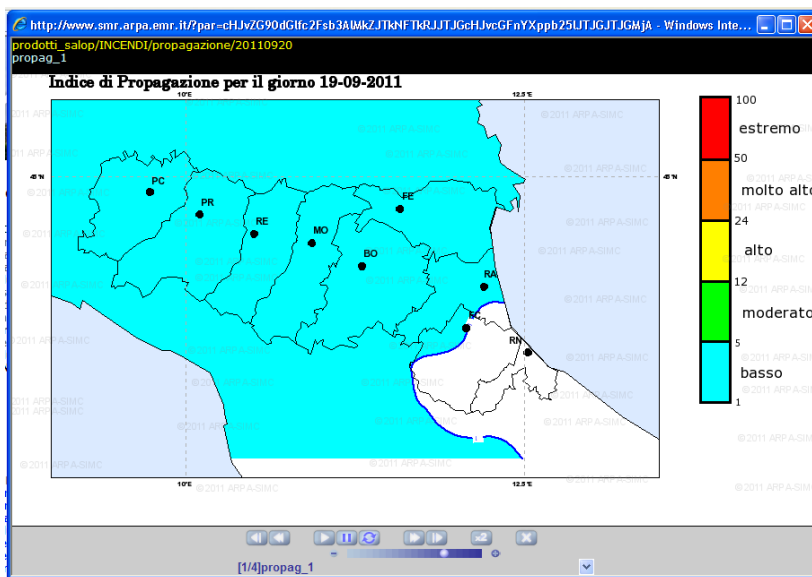 http://www.smr.arpa.emr.it/?par=cHJvZG90dGlfc2Fsb3AlMkZJTkNFTkRJJTJGcHJvcGFnYXppb25lJTJGJTJGMjA - Windows Inte...
prodotti_salop/INCENDI/propagazione/20110920
propag_1
Indice di Propagazione per il giorno 19-09-2011
10°E 12.5°E
100
estremo
50
45°N 45°N
PC
molto alto
PR
FE
24
RE
MO
alto
BO
RA
12
moderato
RN
5
basso
1
10°E 12.5°E
©2011 ARPA-SIMC
x2
[1/4]propag_1